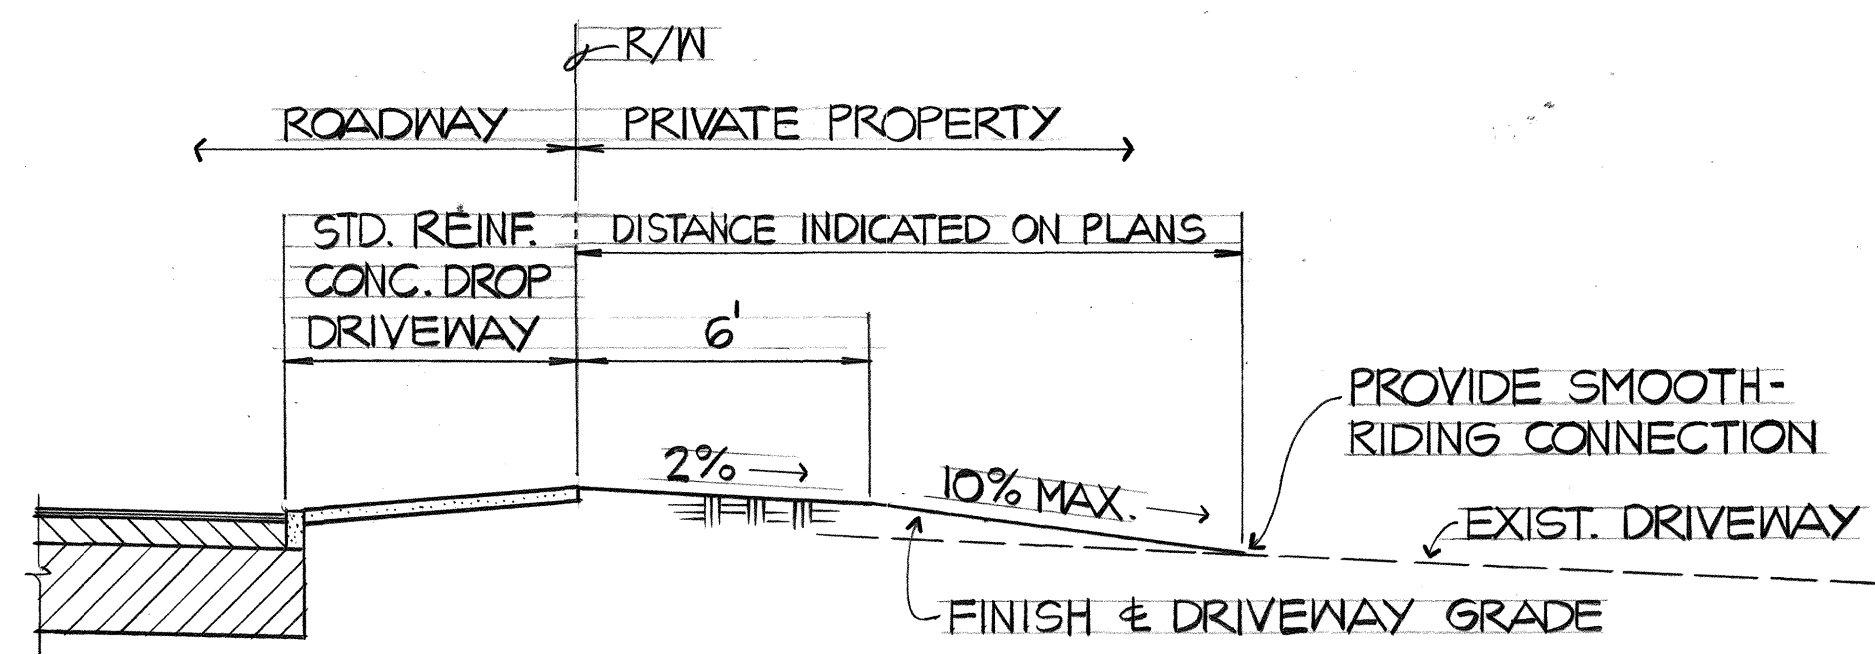 R/W
ROADWAY
PRIVATE PROPERTY
STD. REINF.
CONC. DROP
DRIVEWAY
DISTANCE INDICATED ON PLANS
6'
2%
10% MAX.
PROVIDE SMOOTH-
RIDING CONNECTION
EXIST. DRIVEWAY
FINISH ℄ DRIVEWAY GRADE